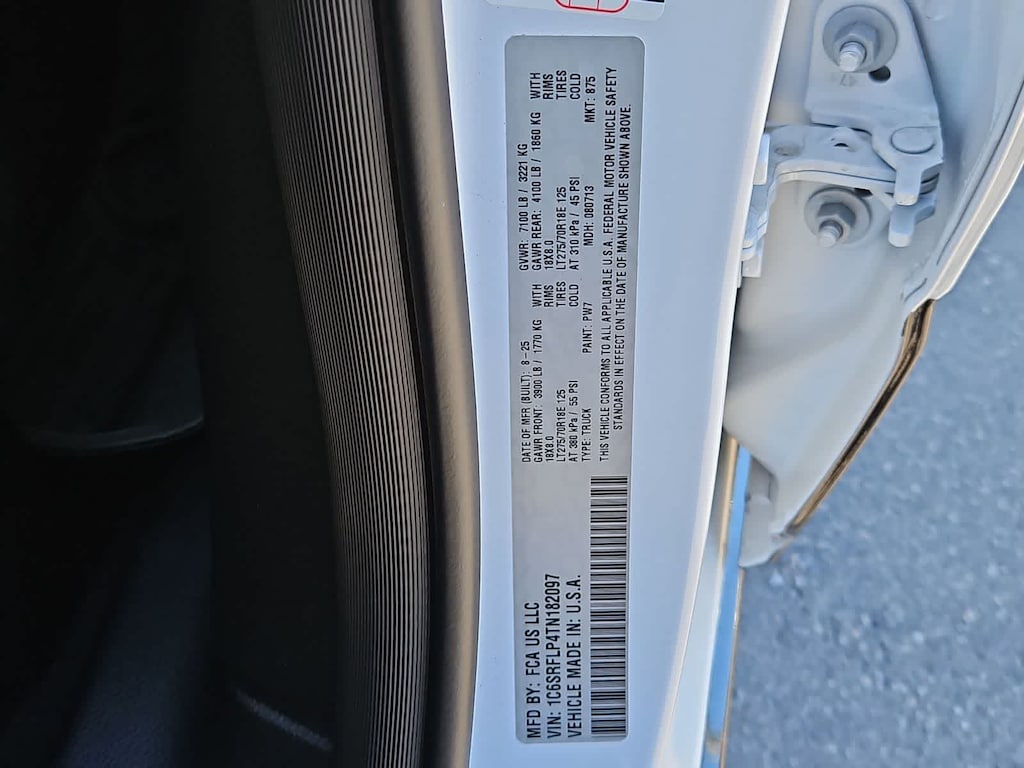 MFD BY: FCA US LLC
VIN: 1C6SRFLP4TN182097
VEHICLE MADE IN: U.S.A.
DATE OF MFR (BUILT): 8-25 GVWR: 7100 LB / 3221 KG
GAWR FRONT: 3900 LB / 1770 KG WITH GAWR REAR: 4100 LB / 1860 KG WITH
18X8.0 RIMS 18X8.0 RIMS
LT275/70R18E 125 TIRES LT275/70R18E 125 TIRES
AT 380 kPa / 55 PSI COLD AT 310 kPa / 45 PSI COLD
TYPE: TRUCK PAINT: PW7 MDH: 080713 MKT: 875
THIS VEHICLE CONFORMS TO ALL APPLICABLE U.S.A. FEDERAL MOTOR VEHICLE SAFETY
STANDARDS IN EFFECT ON THE DATE OF MANUFACTURE SHOWN ABOVE.